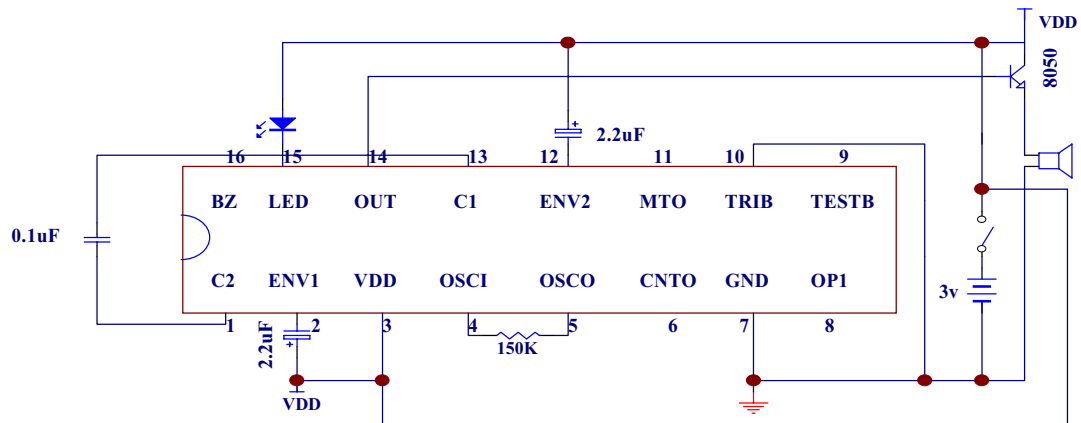 VDD
8050
2.2uF
16 15 14 13 12 11 10 9
BZ LED OUT C1 ENV2 MTO TRIB TESTB
0.1uF
C2 ENV1 VDD OSCI OSCO CNTO GND OP1
3v
1 2 3 4 5 6 7 8
2.2uF
150K
VDD